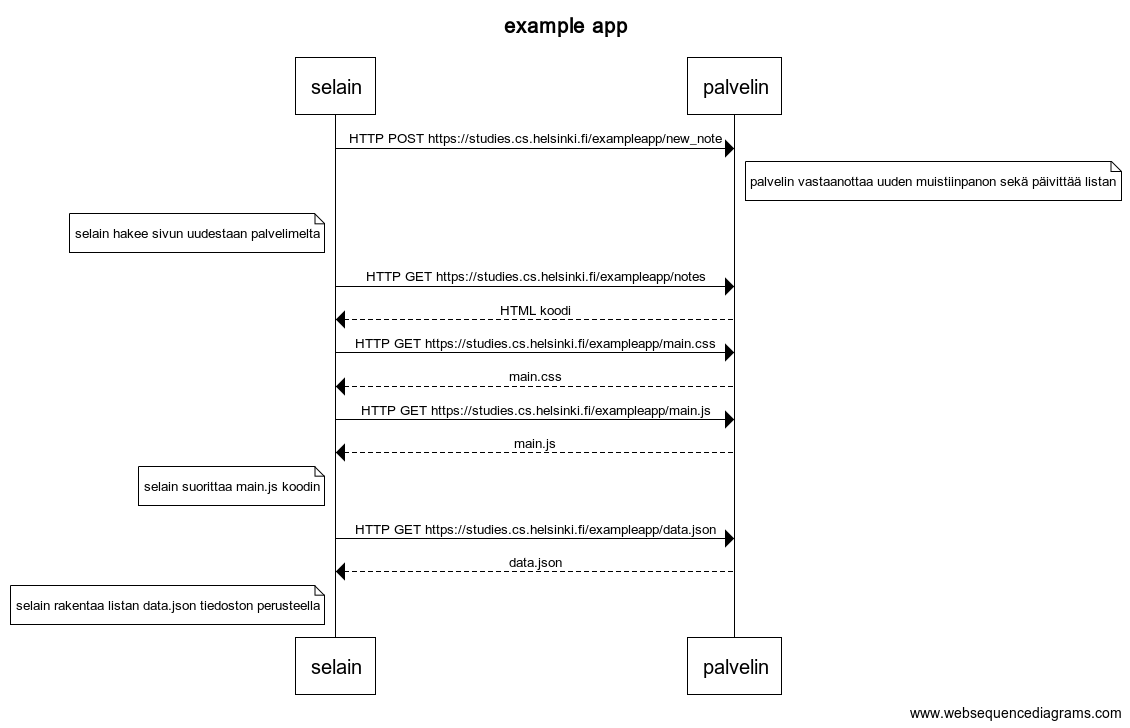 example app
selain
palvelin
HTTP POST https://studies.cs.helsinki.fi/exampleapp/new_note
palvelin vastaanottaa uuden muistiinpanon sekä päivittää listan
selain hakee sivun uudestaan palvelimelta
HTTP GET https://studies.cs.helsinki.fi/exampleapp/notes
HTML koodi
HTTP GET https://studies.cs.helsinki.fi/exampleapp/main.css
main.css
HTTP GET https://studies.cs.helsinki.fi/exampleapp/main.js
main.js
selain suorittaa main.js koodin
HTTP GET https://studies.cs.helsinki.fi/exampleapp/data.json
data.json
selain rakentaa listan data.json tiedoston perusteella
selain
palvelin
www.websequencediagrams.com